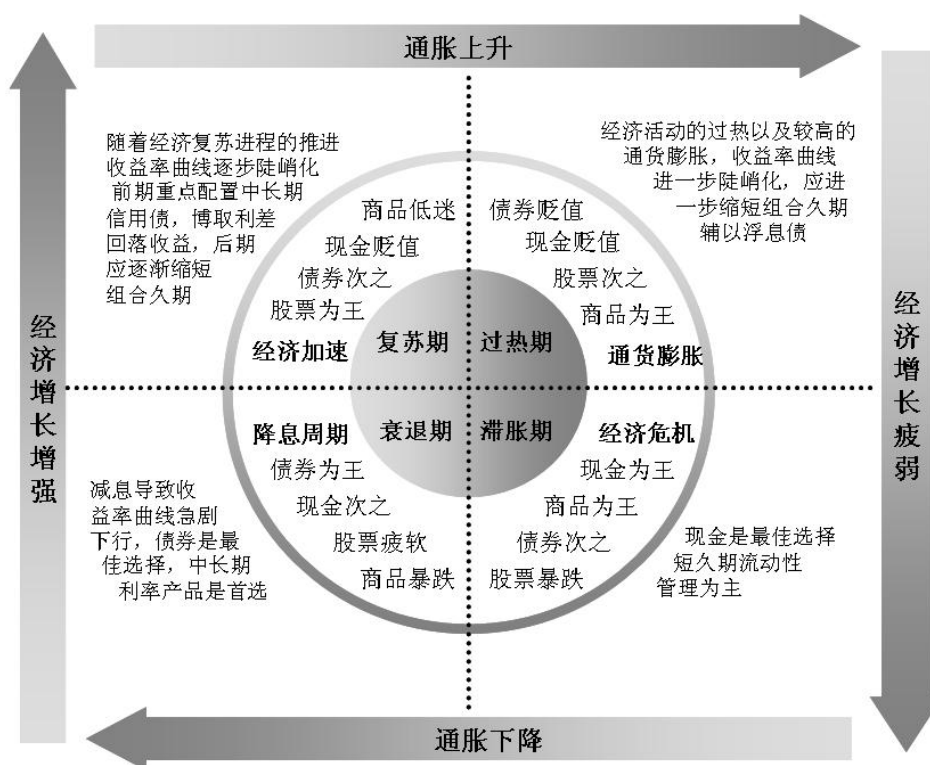 通胀上升
随着经济复苏进程的推进
收益率曲线逐步陡峭化
前期重点配置中长期
信用债，博取利差
回落收益，后期
应逐渐缩短
组合久期
商品低迷
现金贬值
债券次之
股票为王
经济加速
复苏期
经济活动的过热以及较高的
通货膨胀，收益率曲线
进一步陡峭化，应进
一步缩短组合久期
辅以浮息债
债券贬值
现金贬值
股票次之
商品为王
通货膨胀
过热期
经济增长增强
经济增长疲弱
降息周期
衰退期
债券为王
现金次之
股票疲软
商品暴跌
减息导致收
益率曲线急剧
下行，债券是最
佳选择，中长期
利率产品是首选
滞胀期
经济危机
现金为王
商品为王
债券次之
股票暴跌
现金是最佳选择
短久期流动性
管理为主
通胀下降